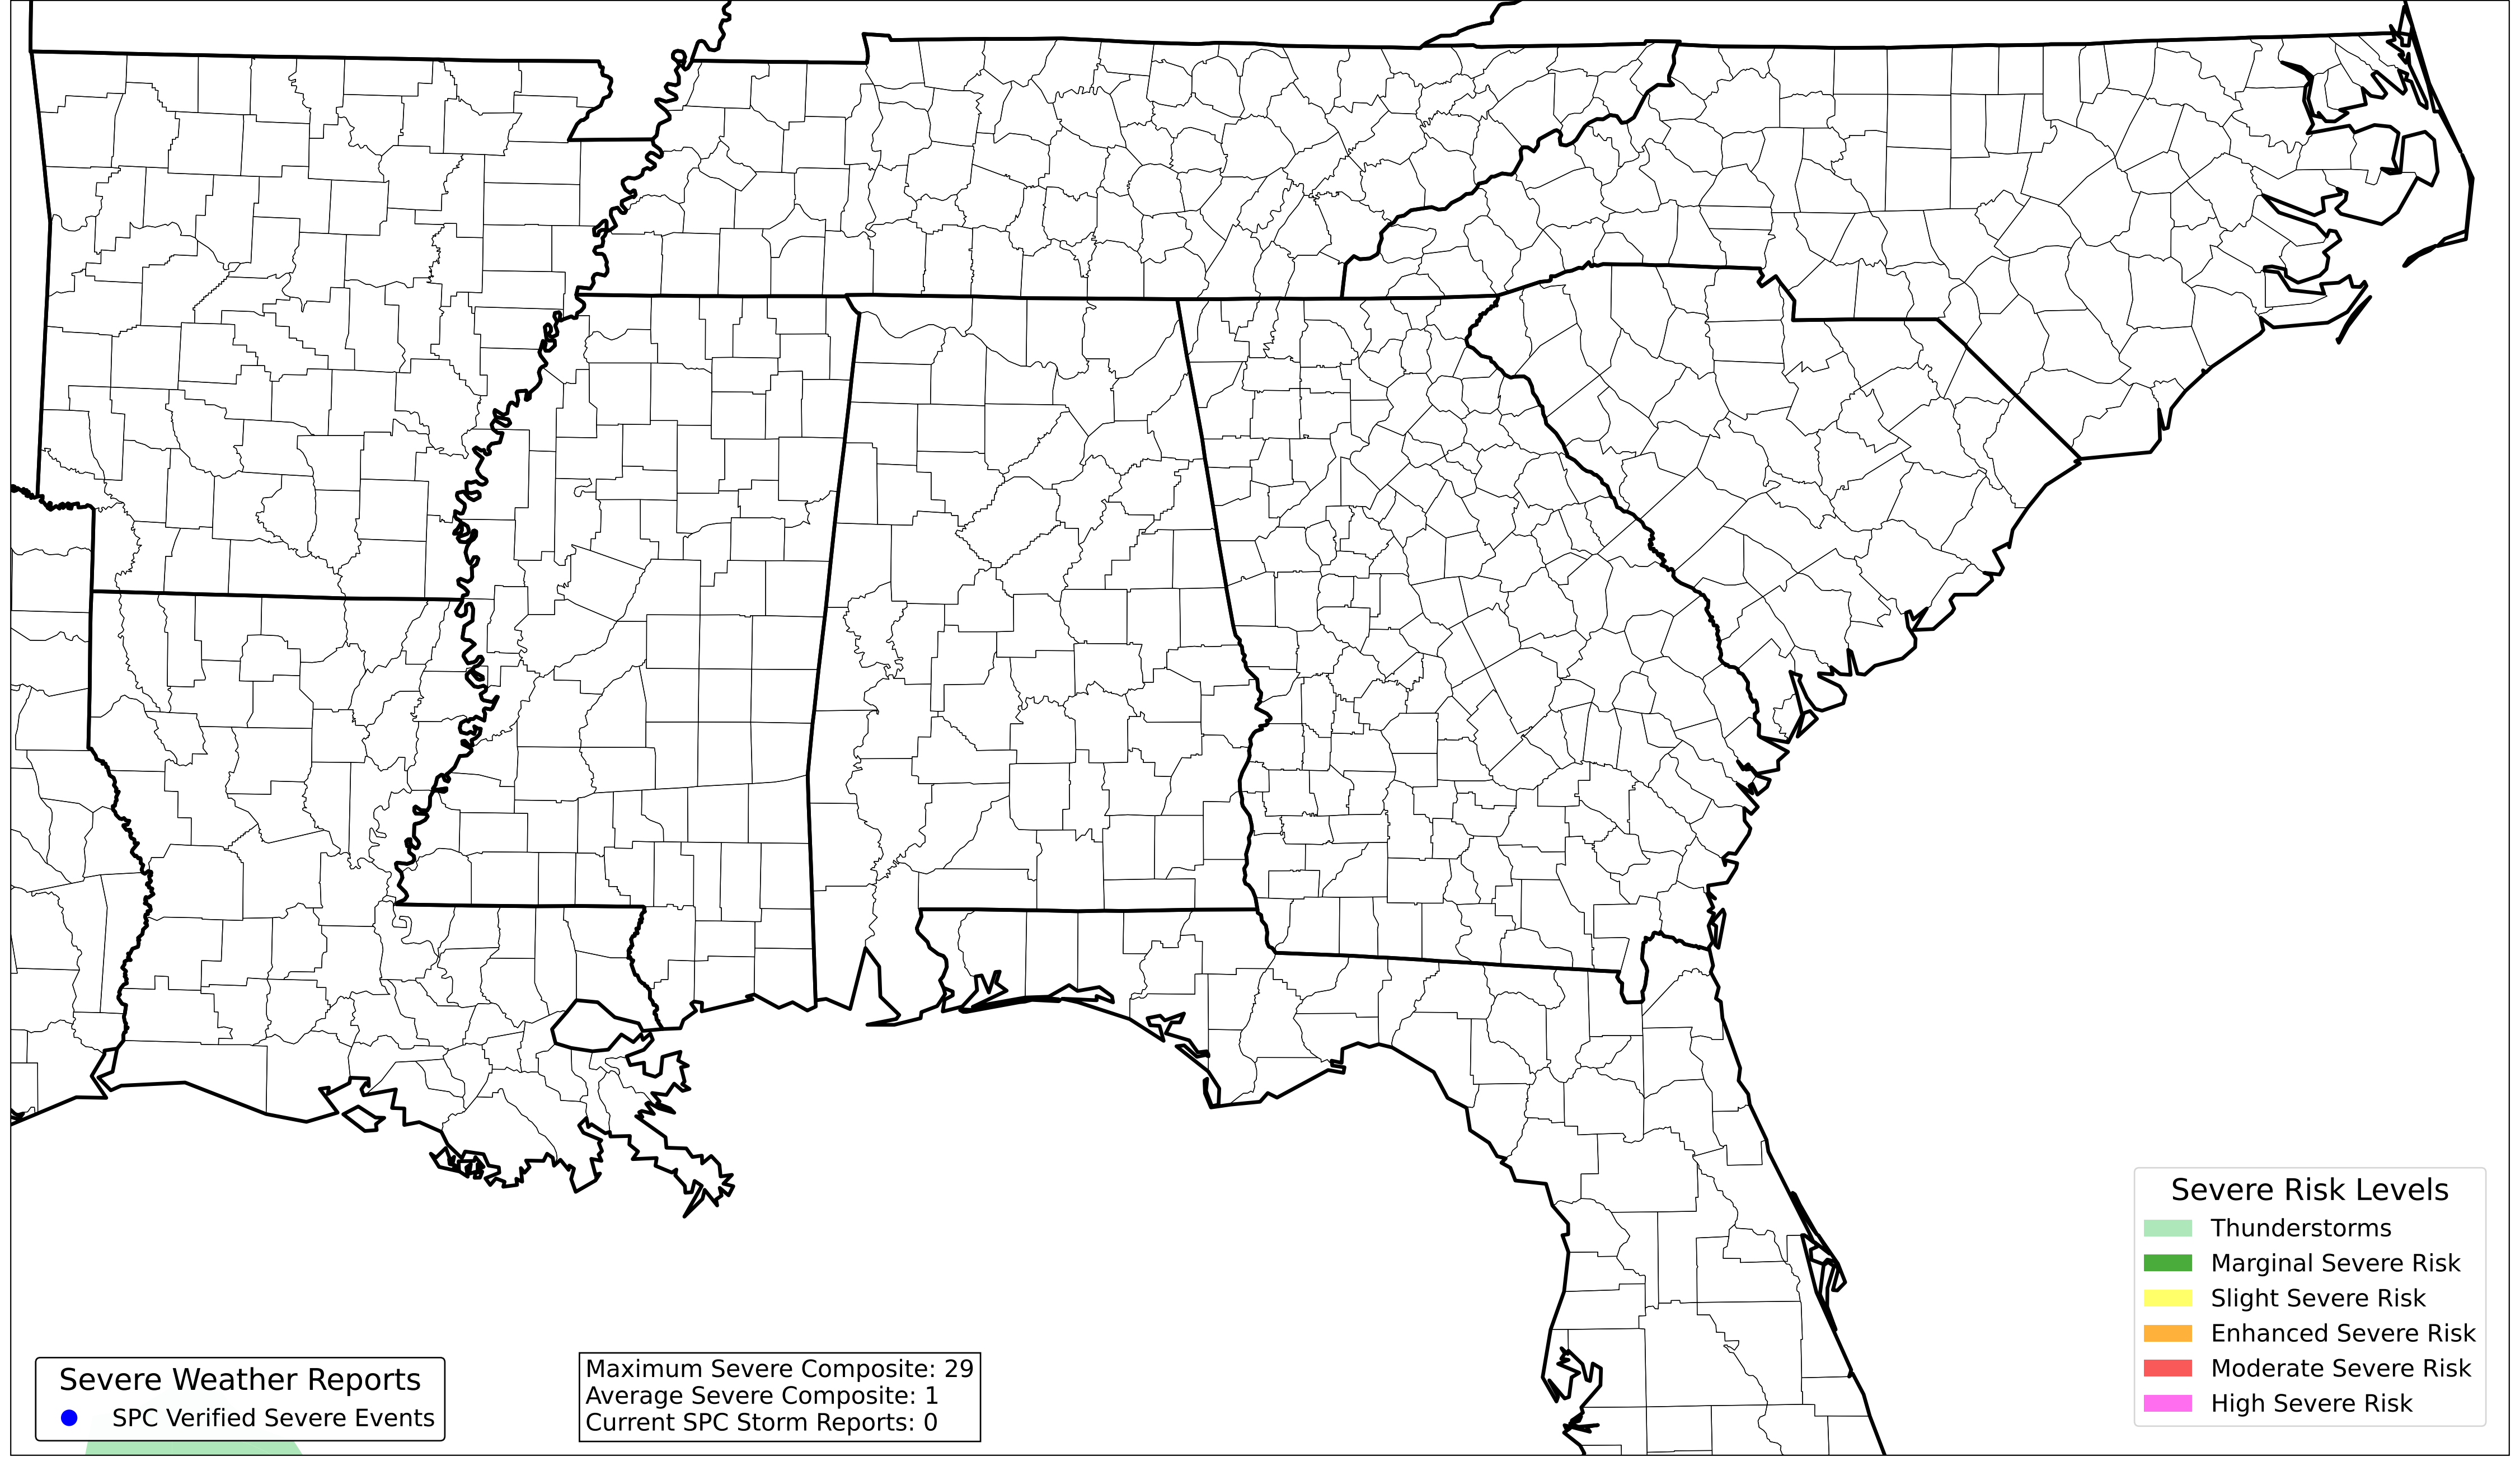 Severe Risk Levels
Thunderstorms
Marginal Severe Risk
Slight Severe Risk
Enhanced Severe Risk
Moderate Severe Risk
High Severe Risk
Severe Weather Reports
SPC Verified Severe Events
Maximum Severe Composite: 29
Average Severe Composite: 1
Current SPC Storm Reports: 0